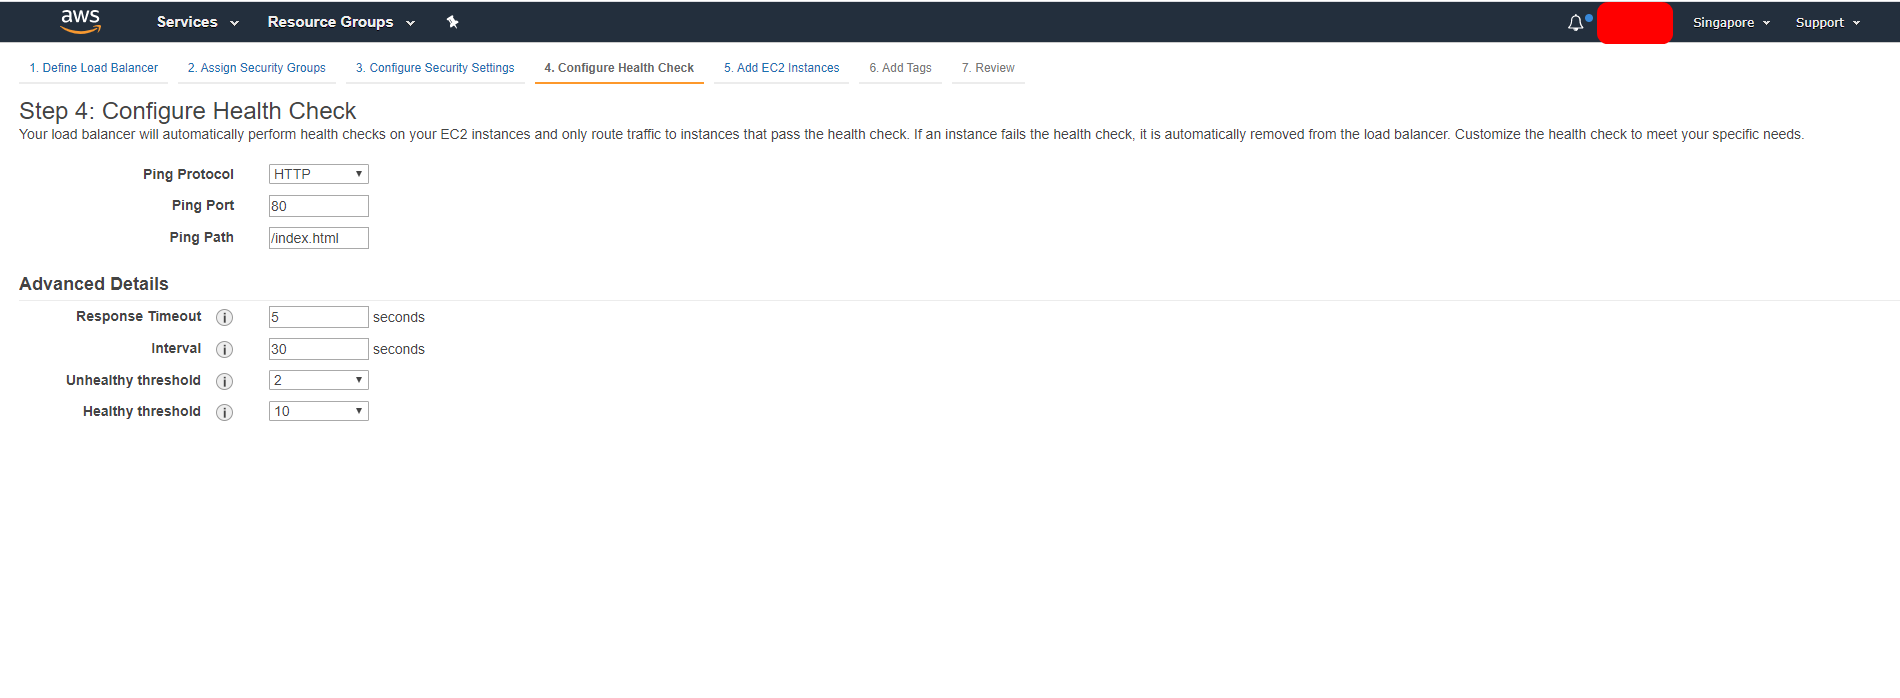 aws Services Resource Groups Singapore Support
1. Define Load Balancer 2. Assign Security Groups 3. Configure Security Settings 4. Configure Health Check 5. Add EC2 Instances 6. Add Tags 7. Review
Step 4: Configure Health Check
Your load balancer will automatically perform health checks on your EC2 instances and only route traffic to instances that pass the health check. If an instance fails the health check, it is automatically removed from the load balancer. Customize the health check to meet your specific needs.
Ping Protocol HTTP
Ping Port 80
Ping Path /index.html
Advanced Details
Response Timeout i 5 seconds
Interval i 30 seconds
Unhealthy threshold i 2
Healthy threshold i 10